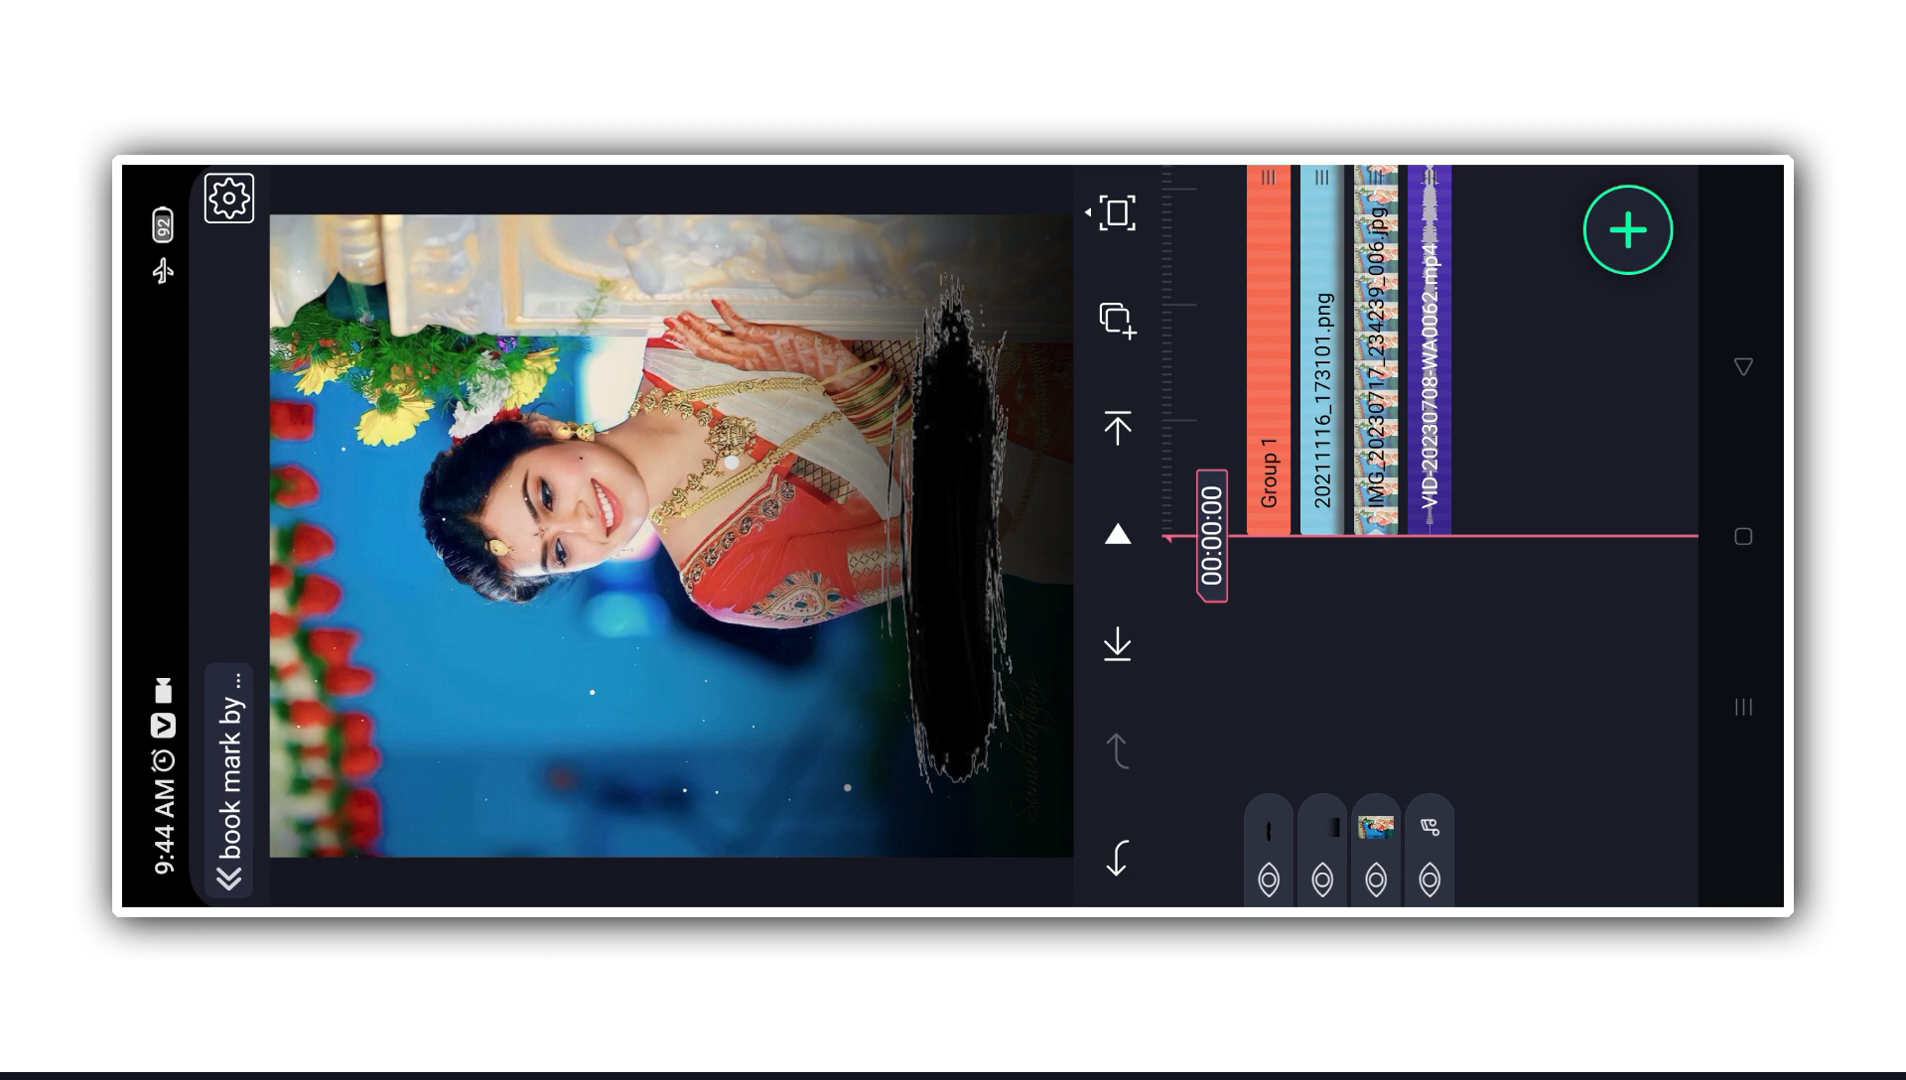 9:44 AM
92
book mark by ...
00:00:00
Group 1
20211116_173101.png
IMG_20230717_234239_006.jpg
VID-20230708-WA0062.mp4